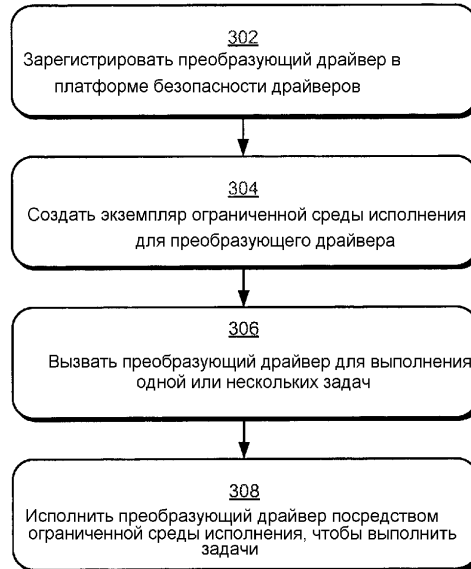 302
Зарегистрировать преобразующий драйвер в
платформе безопасности драйверов
304
Создать экземпляр ограниченной среды исполнения
для преобразующего драйвера
306
Вызвать преобразующий драйвер для выполнения
одной или нескольких задач
308
Исполнить преобразующий драйвер посредством
ограниченной среды исполнения, чтобы выполнить
задачи